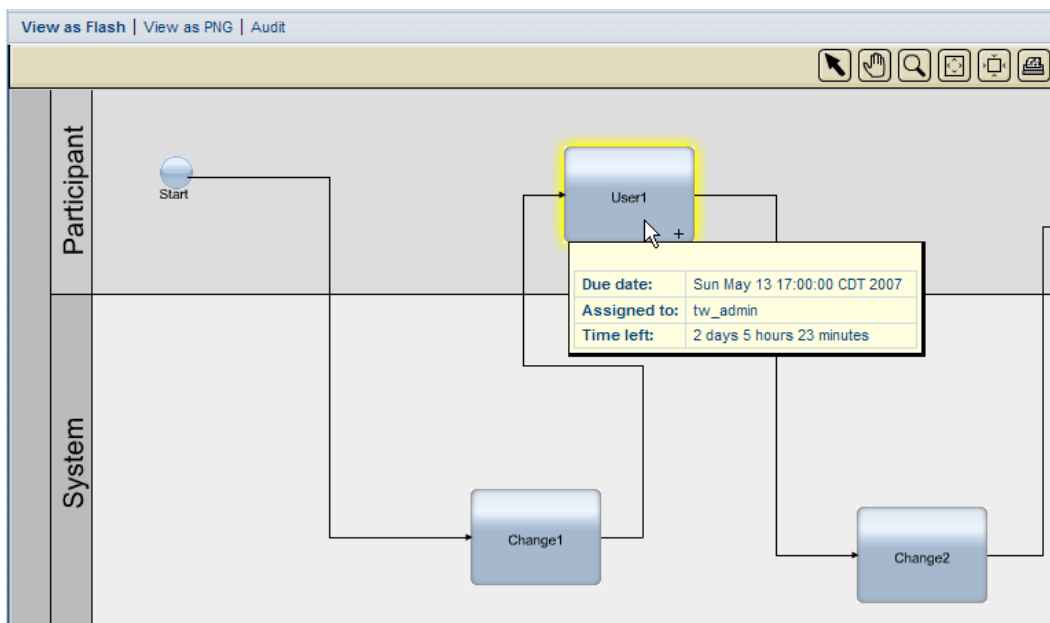 View as Flash | View as PNG | Audit
Participant
Start
User1
+
Due date: Sun May 13 17:00:00 CDT 2007
Assigned to: tw_admin
Time left: 2 days 5 hours 23 minutes
System
Change1
Change2